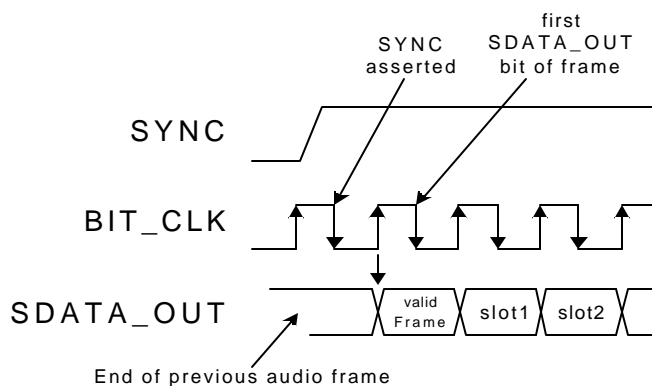 first
SYNC
SDATA_OUT
asserted
bit of frame
SYNC
BIT_CLK
SDATA_OUT
valid
Frame
slot1
slot2
End of previous audio frame